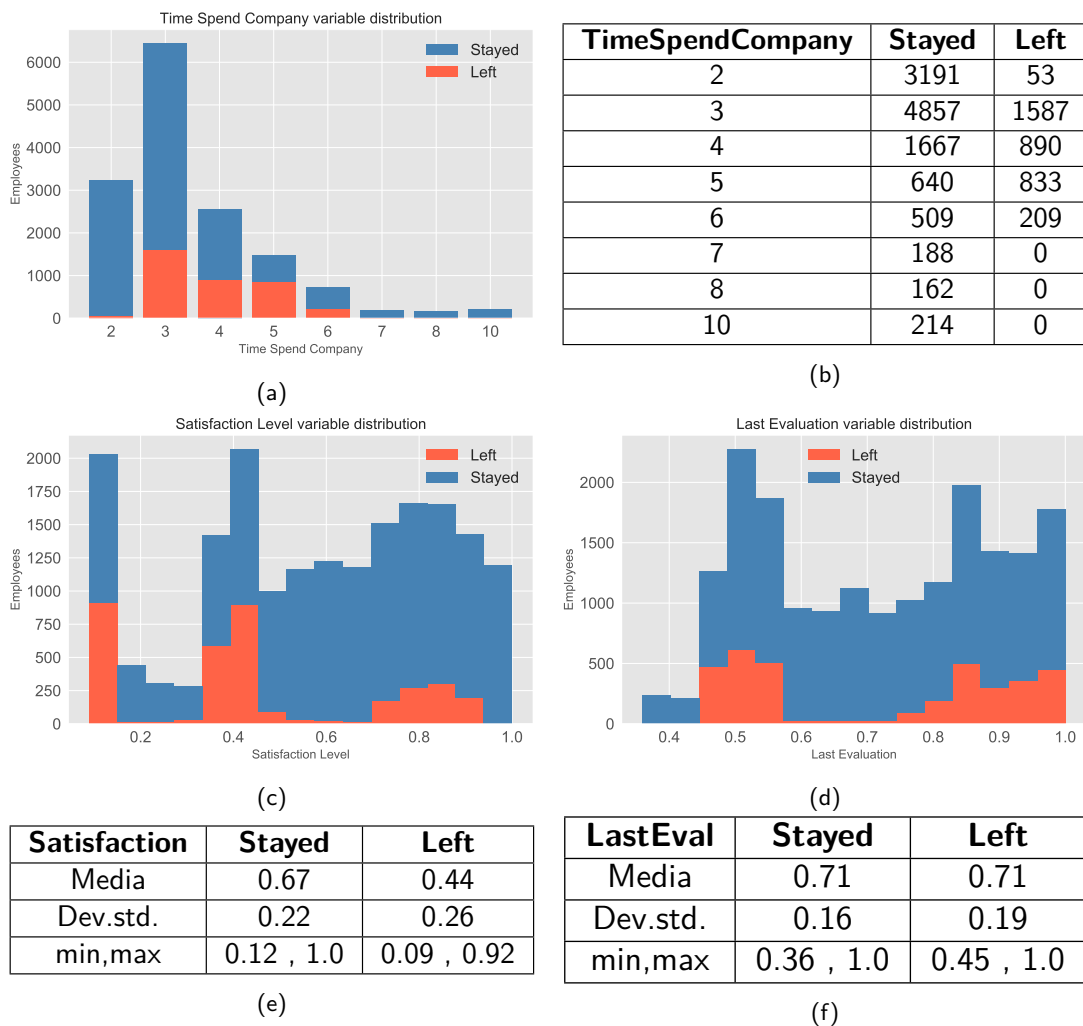 Time Spend Company variable distribution
Stayed
Left
6000
5000
4000
3000
2000
1000
0
Employees
2 3 4 5 6 7 8 10
Time Spend Company
(a)
TimeSpendCompany Stayed Left
2 3191 53
3 4857 1587
4 1667 890
5 640 833
6 509 209
7 188 0
8 162 0
10 214 0
(b)
Satisfaction Level variable distribution
Left
Stayed
2000
1750
1500
1250
1000
750
500
250
0
Employees
0.2 0.4 0.6 0.8 1.0
Satisfaction Level
(c)
Last Evaluation variable distribution
Left
Stayed
2000
1500
1000
500
0
Employees
0.4 0.5 0.6 0.7 0.8 0.9 1.0
Last Evaluation
(d)
Satisfaction Stayed Left
Media 0.67 0.44
Dev.std. 0.22 0.26
min,max 0.12 , 1.0 0.09 , 0.92
(e)
LastEval Stayed Left
Media 0.71 0.71
Dev.std. 0.16 0.19
min,max 0.36 , 1.0 0.45 , 1.0
(f)